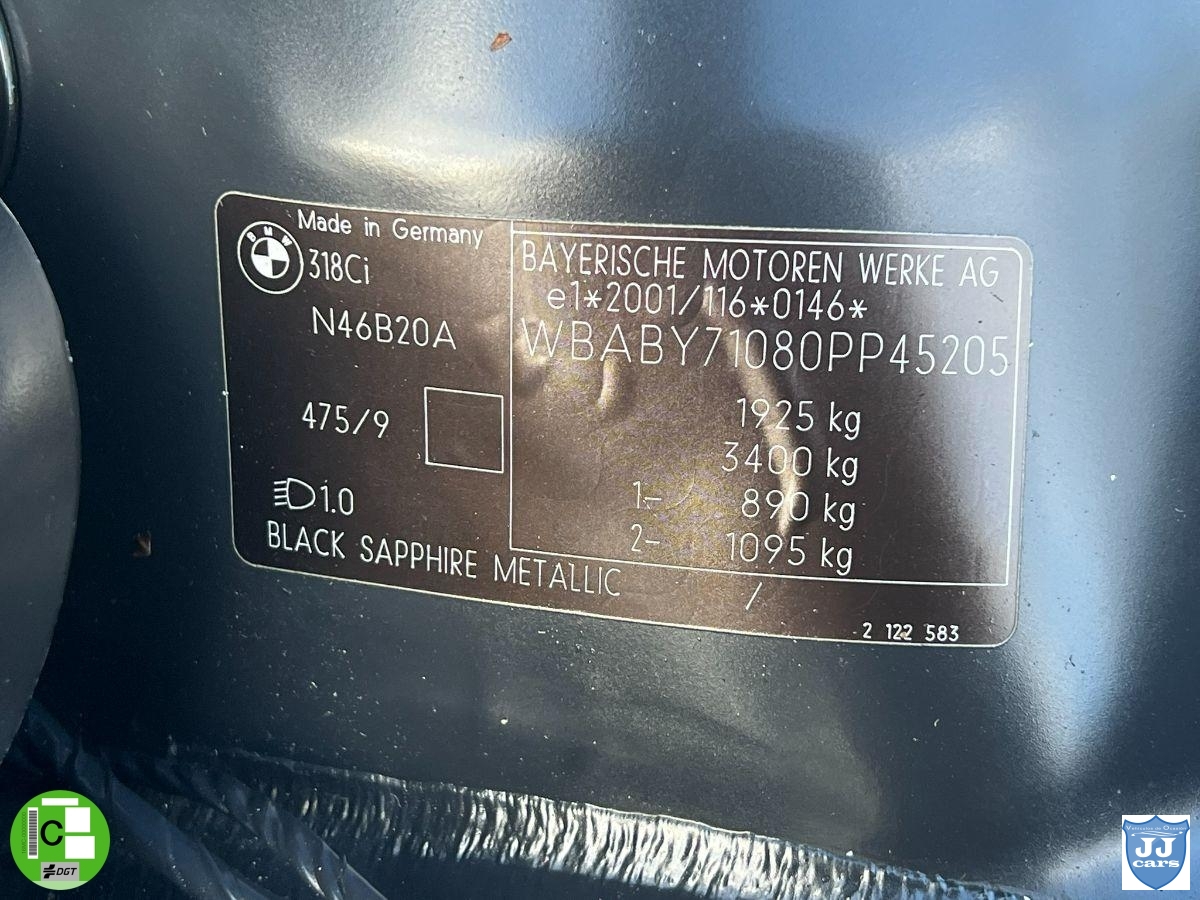 Made in Germany
BMW
318Ci
N46B20A
475/9
1.0
BLACK SAPPHIRE METALLIC
BAYERISCHE MOTOREN WERKE AG
e1*2001/116*0146*
WBABY71080PP45205
1925 kg
3400 kg
1- 890 kg
2- 1095 kg
/
2 122 583
C
DGT
JJ
cars